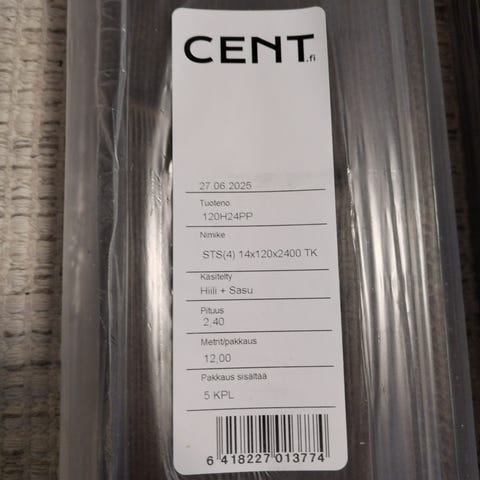 CENT.fi
27.06.2025
Tuoteno.
120H24PP
Nimike
STS(4) 14x120x2400 TK
Käsitelty
Hiili + Sasu
Pituus
2,40
Metrit/pakkaus
12,00
Pakkaus sisältää
5 KPL
6 418227 013774